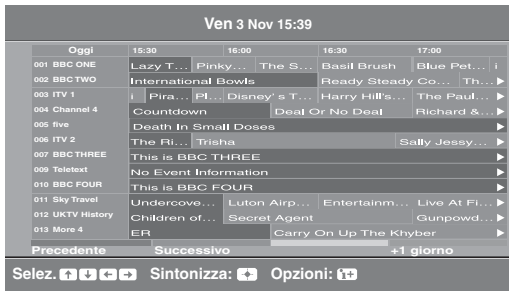 Ven 3 Nov 15:39
Oggi 15:30 16:00 16:30 17:00
001 BBC ONE Lazy T... Pinky... The S... Basil Brush Blue Pet... i
002 BBC TWO International Bowls Ready Steady Co... Th...
003 ITV 1 i Pira... Pl... Disney's T... Harry Hill's... The Paul...
004 Channel 4 Countdown Deal Or No Deal Richard &...
005 five Death In Small Doses
006 ITV 2 The Ri... Trisha Sally Jessy...
007 BBC THREE This is BBC THREE
009 Teletext No Event Information
010 BBC FOUR This is BBC FOUR
011 Sky Travel Undercove... Luton Airp... Entertainm... Live At Fi...
012 UKTV History Children of... Secret Agent Gunpowd...
013 More 4 ER Carry On Up The Khyber
Precedente Successivo +1 giorno
Selez. Sintonizza: Opzioni: i+